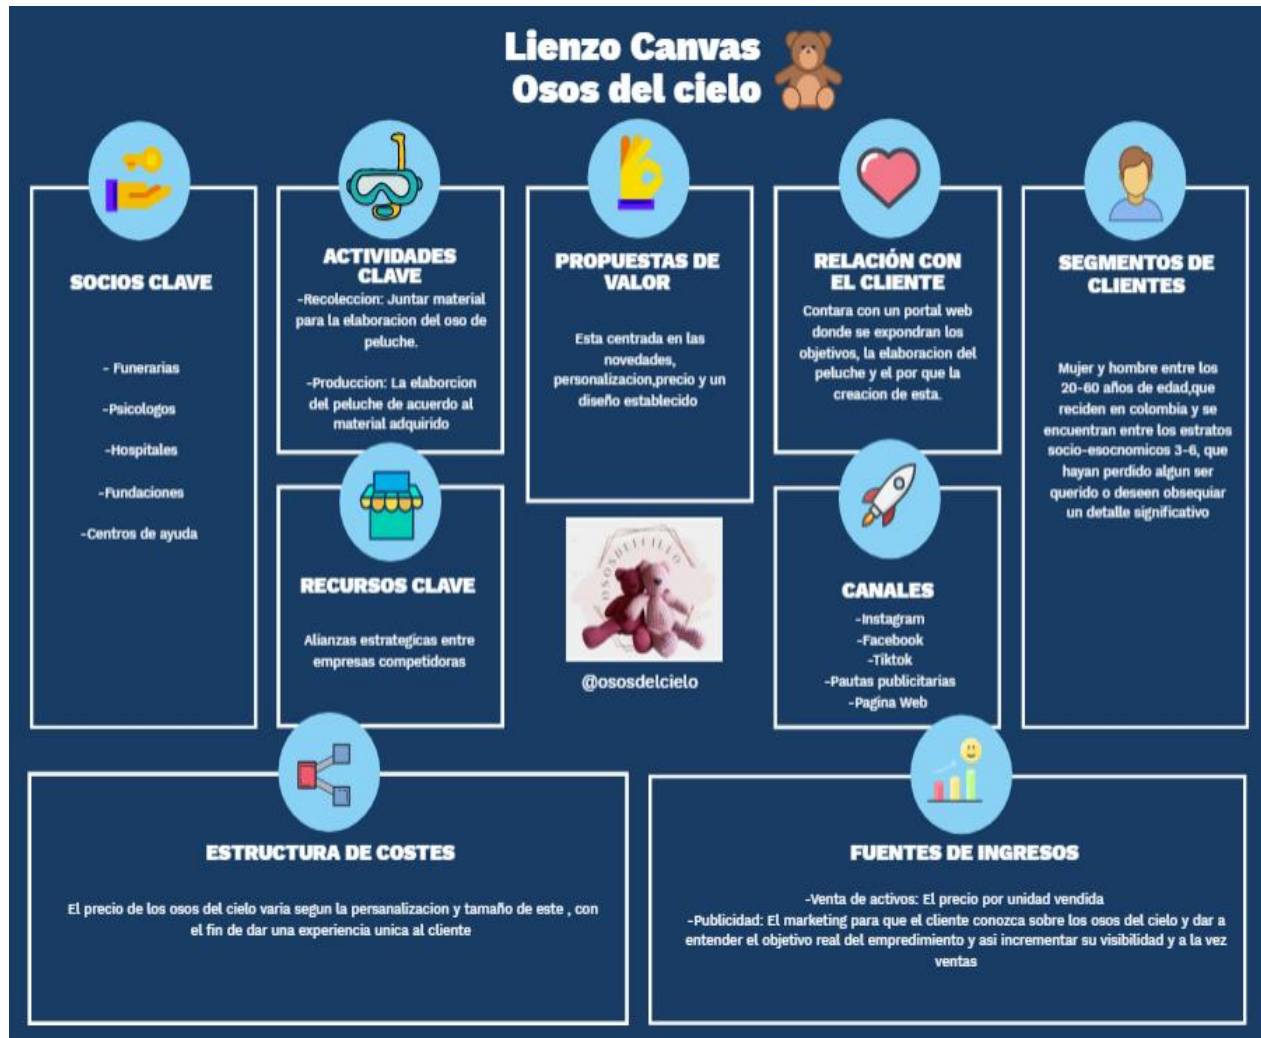 Lienzo Canvas
Osos del cielo
SOCIOS CLAVE
- Funerarias
-Psicologos
-Hospitales
-Fundaciones
-Centros de ayuda
ACTIVIDADES
CLAVE
-Recoleccion: Juntar material
para la elaboracion del oso de
peluche.
-Produccion: La elaborcion
del peluche de acuerdo al
material adquirido
RECURSOS CLAVE
Alianzas estrategicas entre
empresas competidoras
PROPUESTAS DE
VALOR
Esta centrada en las
novedades,
personalizacion,precio y un
diseño establecido
OSOSDELCIELO
@ososdelcielo
RELACIÓN CON
EL CLIENTE
Contara con un portal web
donde se expondran los
objetivos, la elaboracion del
peluche y el por que la
creacion de esta.
CANALES
-Instagram
-Facebook
-Tiktok
-Pautas publicitarias
-Pagina Web
SEGMENTOS DE
CLIENTES
Mujer y hombre entre los
20-60 años de edad,que
reciden en colombia y se
encuentran entre los estratos
socio-esocnomicos 3-6, que
hayan perdido algun ser
querido o deseen obsequiar
un detalle significativo
ESTRUCTURA DE COSTES
El precio de los osos del cielo varia segun la persanalizacion y tamaño de este , con
el fin de dar una experiencia unica al cliente
FUENTES DE INGRESOS
-Venta de activos: El precio por unidad vendida
-Publicidad: El marketing para que el cliente conozca sobre los osos del cielo y dar a
entender el objetivo real del empredimiento y asi incrementar su visibilidad y a la vez
ventas